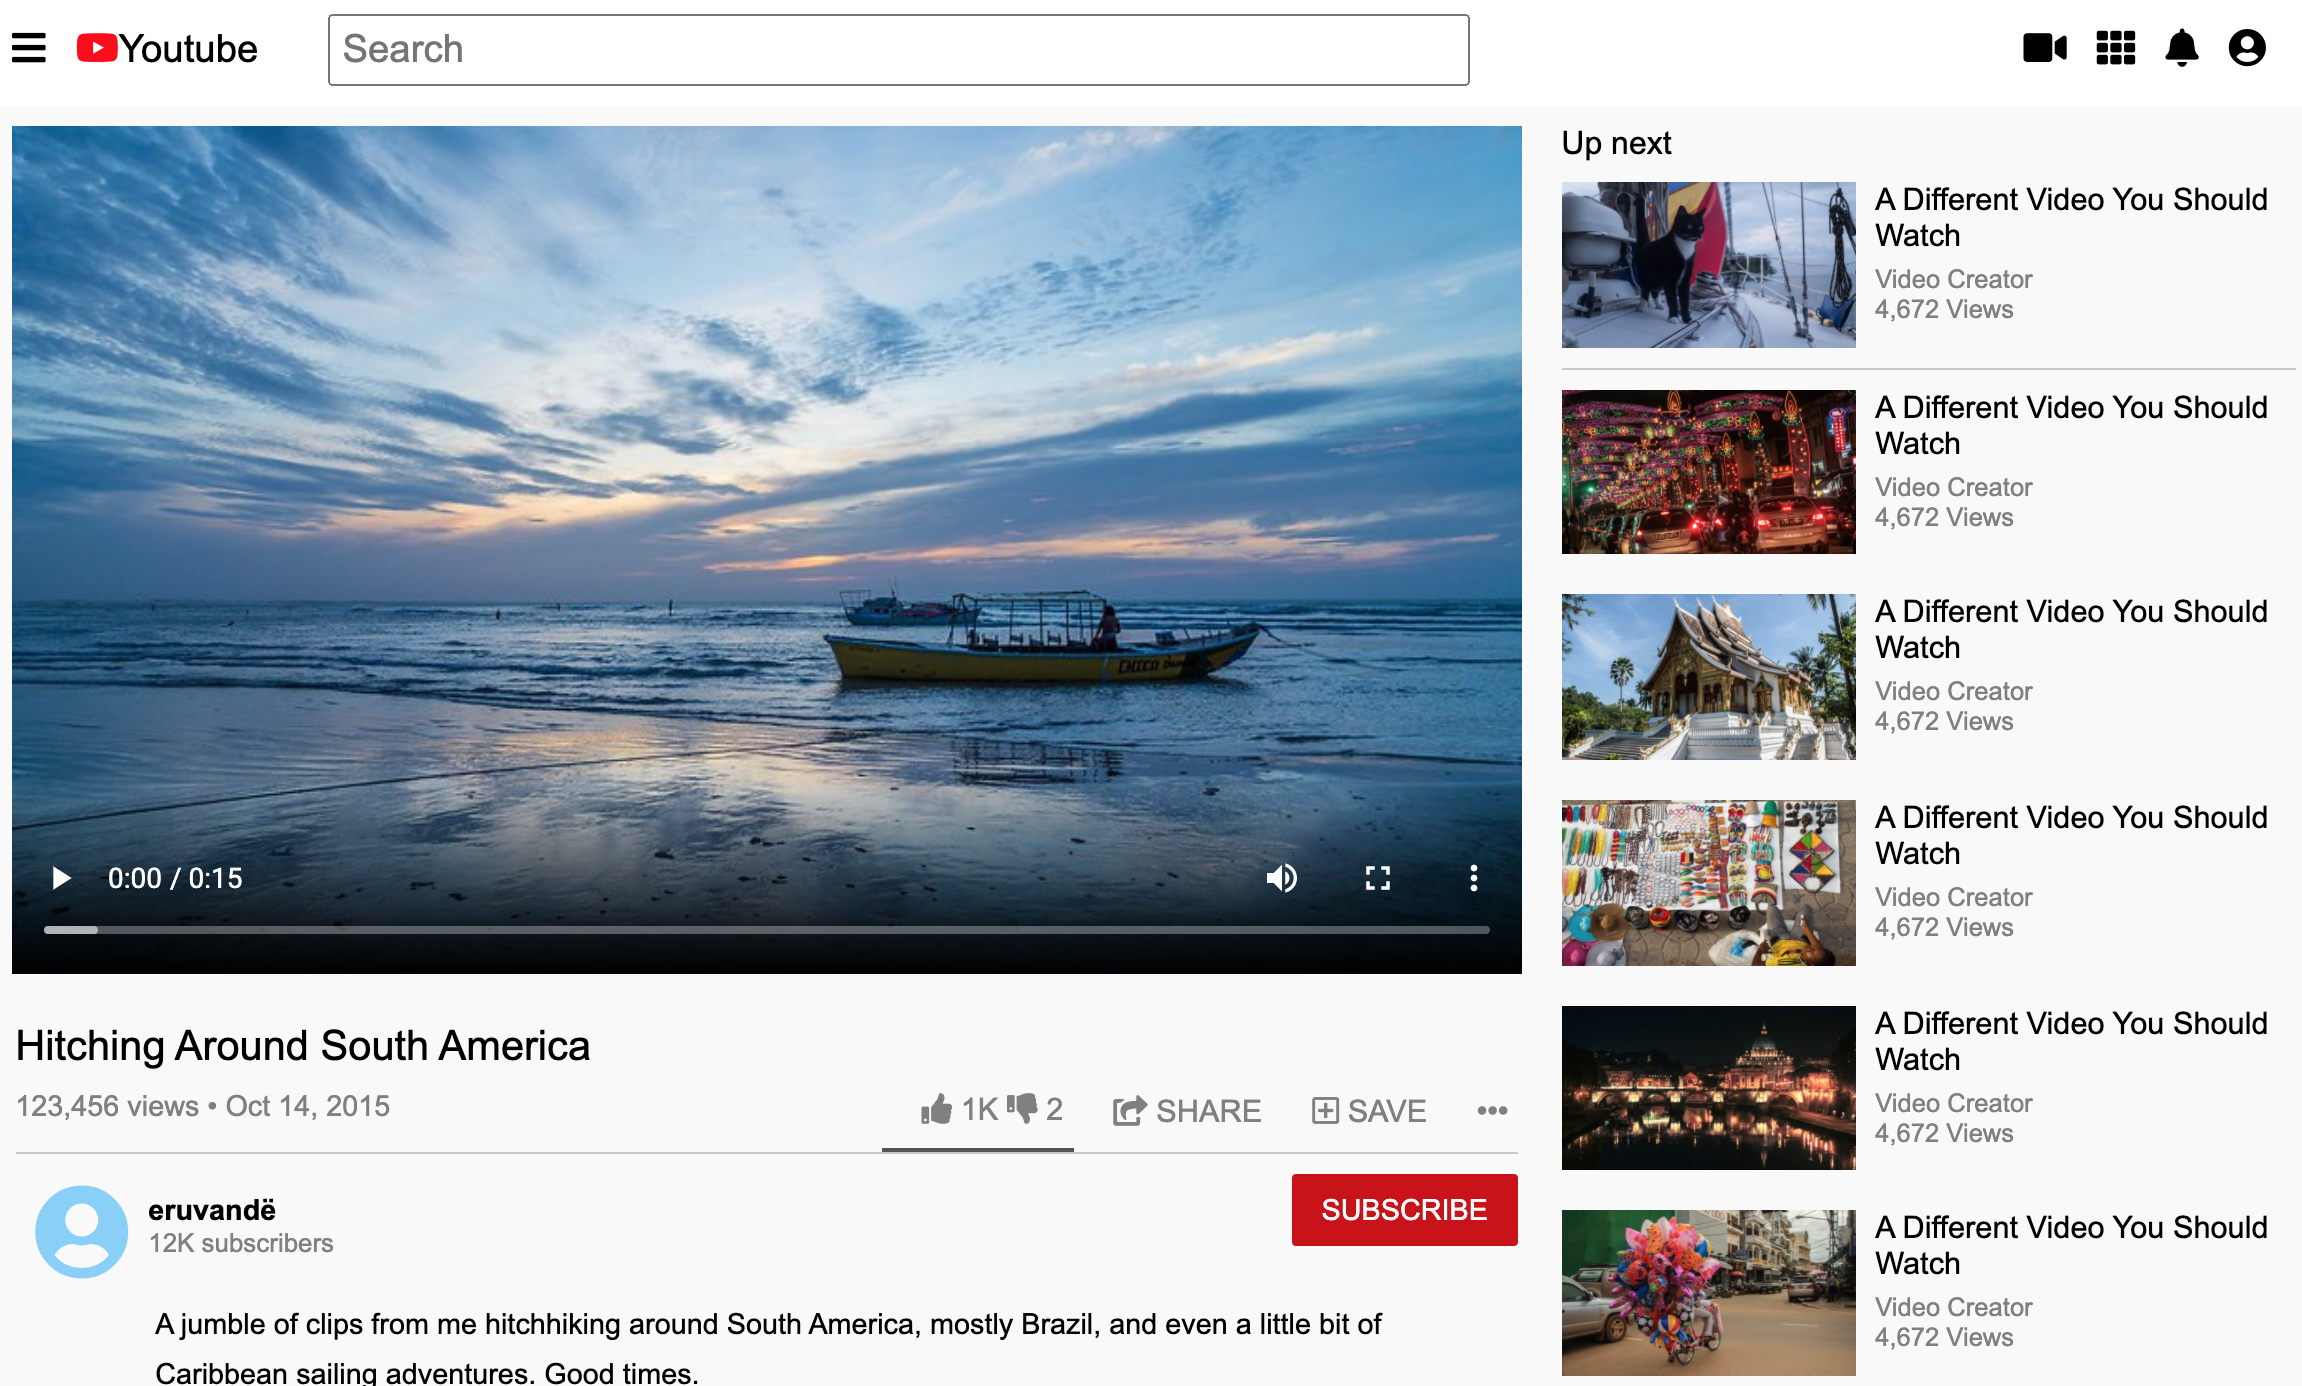 Youtube
Search
0:00 / 0:15
Hitching Around South America
123,456 views • Oct 14, 2015
1K 2 SHARE SAVE
eruvandë
12K subscribers
SUBSCRIBE
A jumble of clips from me hitchhiking around South America, mostly Brazil, and even a little bit of
Caribbean sailing adventures. Good times.
Up next
A Different Video You Should
Watch
Video Creator
4,672 Views
A Different Video You Should
Watch
Video Creator
4,672 Views
A Different Video You Should
Watch
Video Creator
4,672 Views
A Different Video You Should
Watch
Video Creator
4,672 Views
A Different Video You Should
Watch
Video Creator
4,672 Views
A Different Video You Should
Watch
Video Creator
4,672 Views